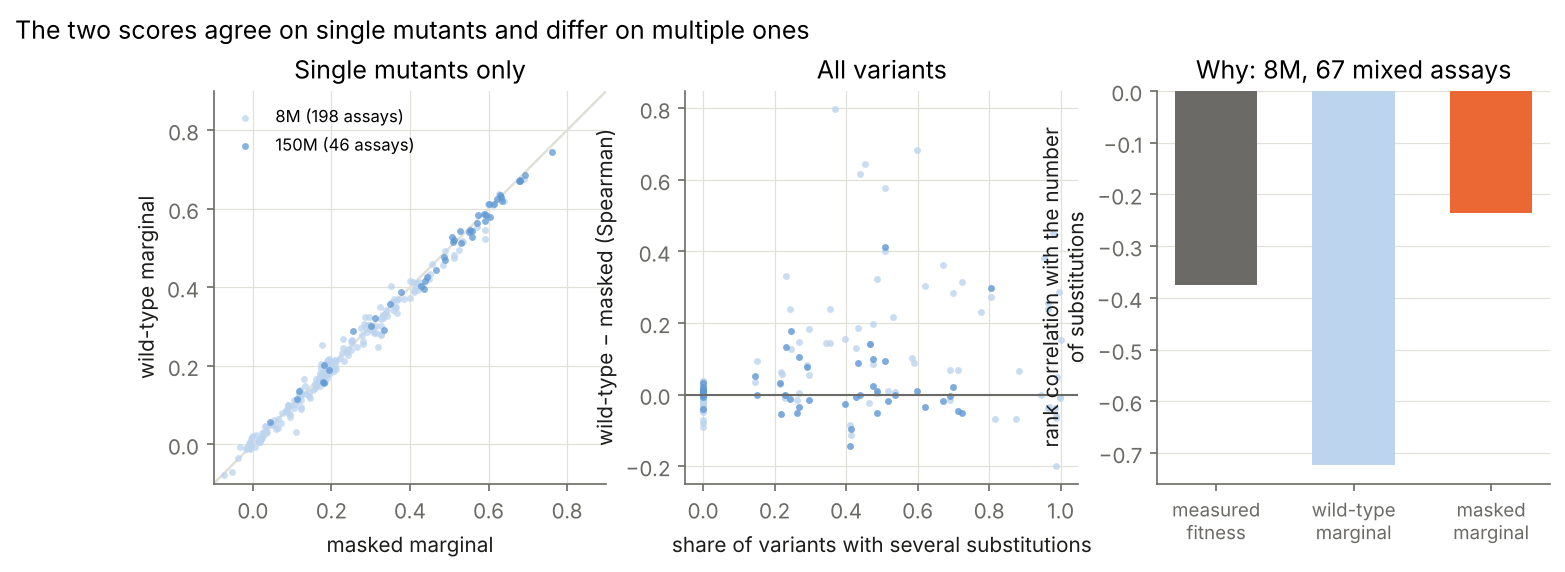 The two scores agree on single mutants and differ on multiple ones
Single mutants only
8M (198 assays)
150M (46 assays)
wild-type marginal
0.8
0.6
0.4
0.2
0.0
0.0 0.2 0.4 0.6 0.8
masked marginal
All variants
wild-type − masked (Spearman)
0.8
0.6
0.4
0.2
0.0
−0.2
0.0 0.2 0.4 0.6 0.8 1.0
share of variants with several substitutions
Why: 8M, 67 mixed assays
rank correlation with the number
of substitutions
0.0
−0.1
−0.2
−0.3
−0.4
−0.5
−0.6
−0.7
measured
fitness
wild-type
marginal
masked
marginal